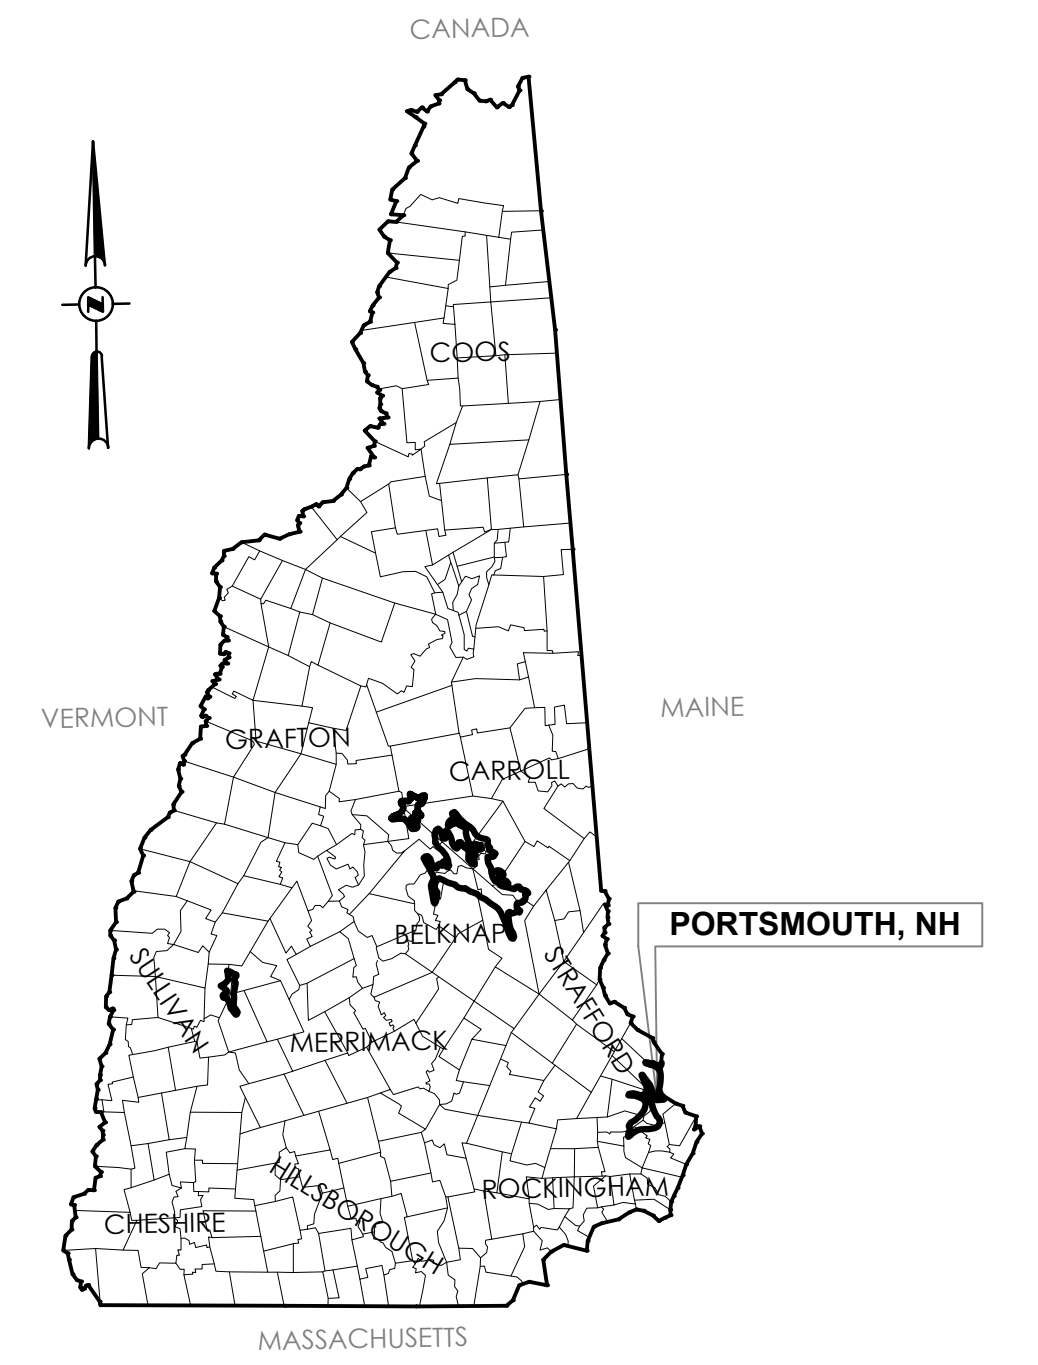 CANADA
COOS
VERMONT
MAINE
GRAFTON
CARROLL
PORTSMOUTH, NH
BELKNAP
SULLIVAN
STRAFFORD
MERRIMACK
HILLSBOROUGH
ROCKINGHAM
CHESHIRE
MASSACHUSETTS
N